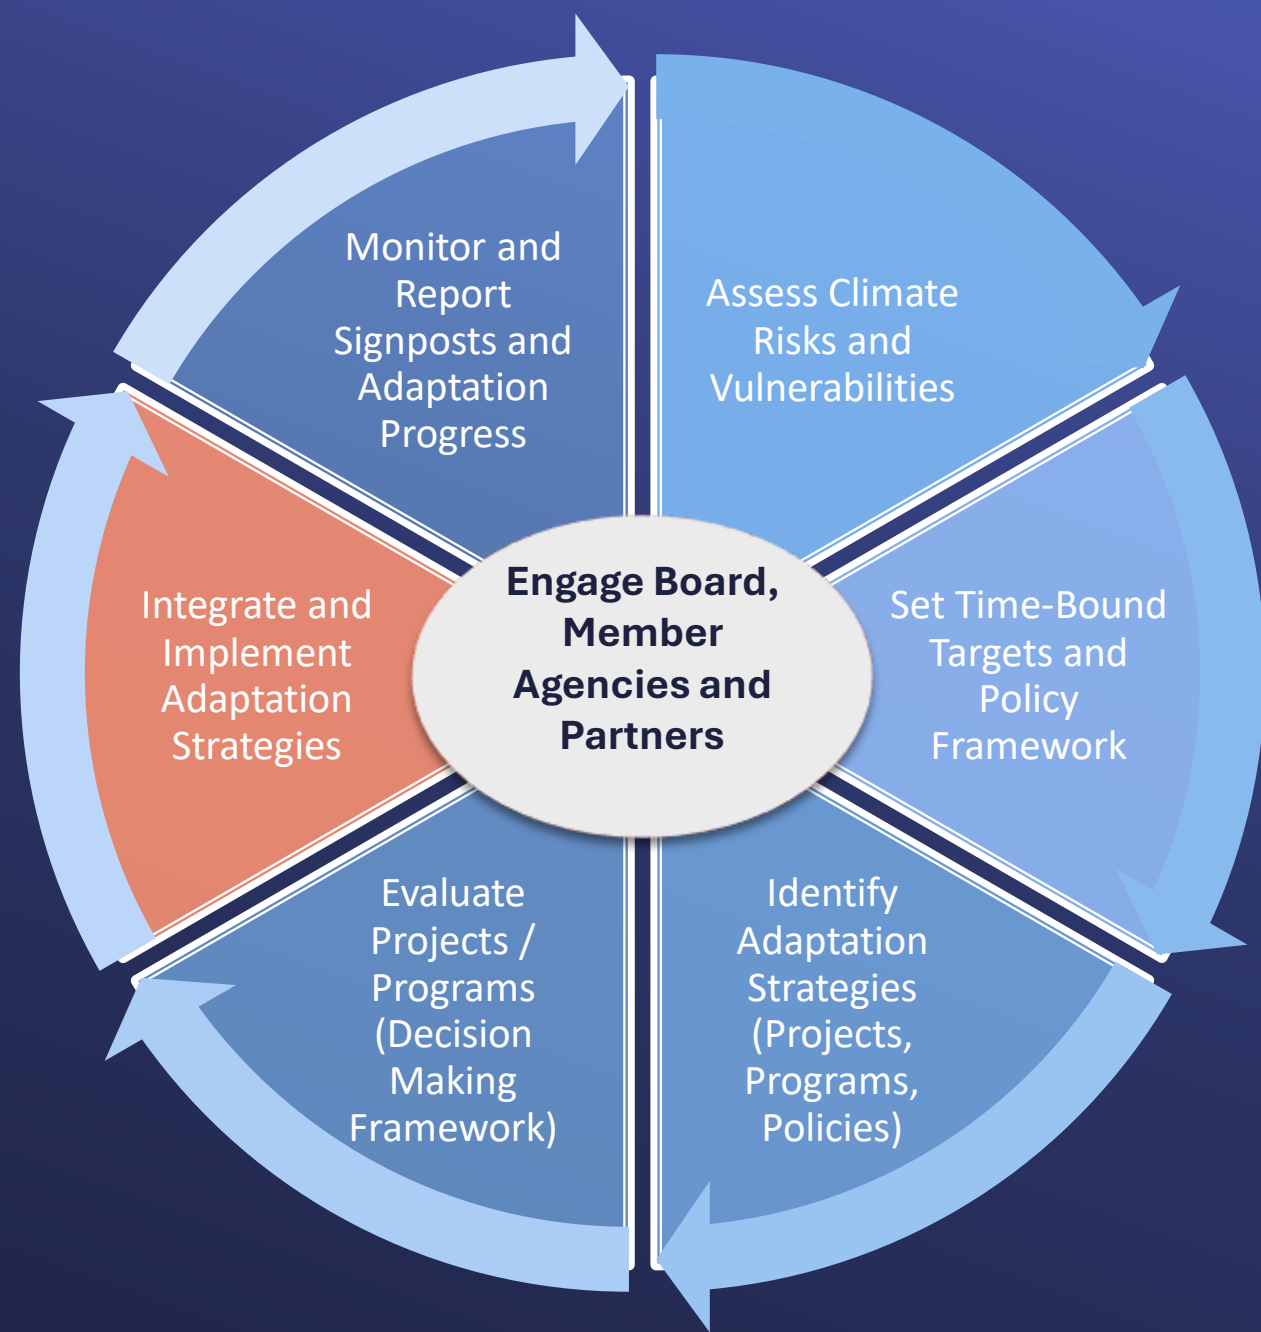 Monitor and
Report
Signposts and
Adaptation
Progress
Assess Climate
Risks and
Vulnerabilities
Integrate and
Implement
Adaptation
Strategies
Engage Board,
Member
Agencies and
Partners
Set Time-Bound
Targets and
Policy
Framework
Evaluate
Projects /
Programs
(Decision
Making
Framework)
Identify
Adaptation
Strategies
(Projects,
Programs,
Policies)